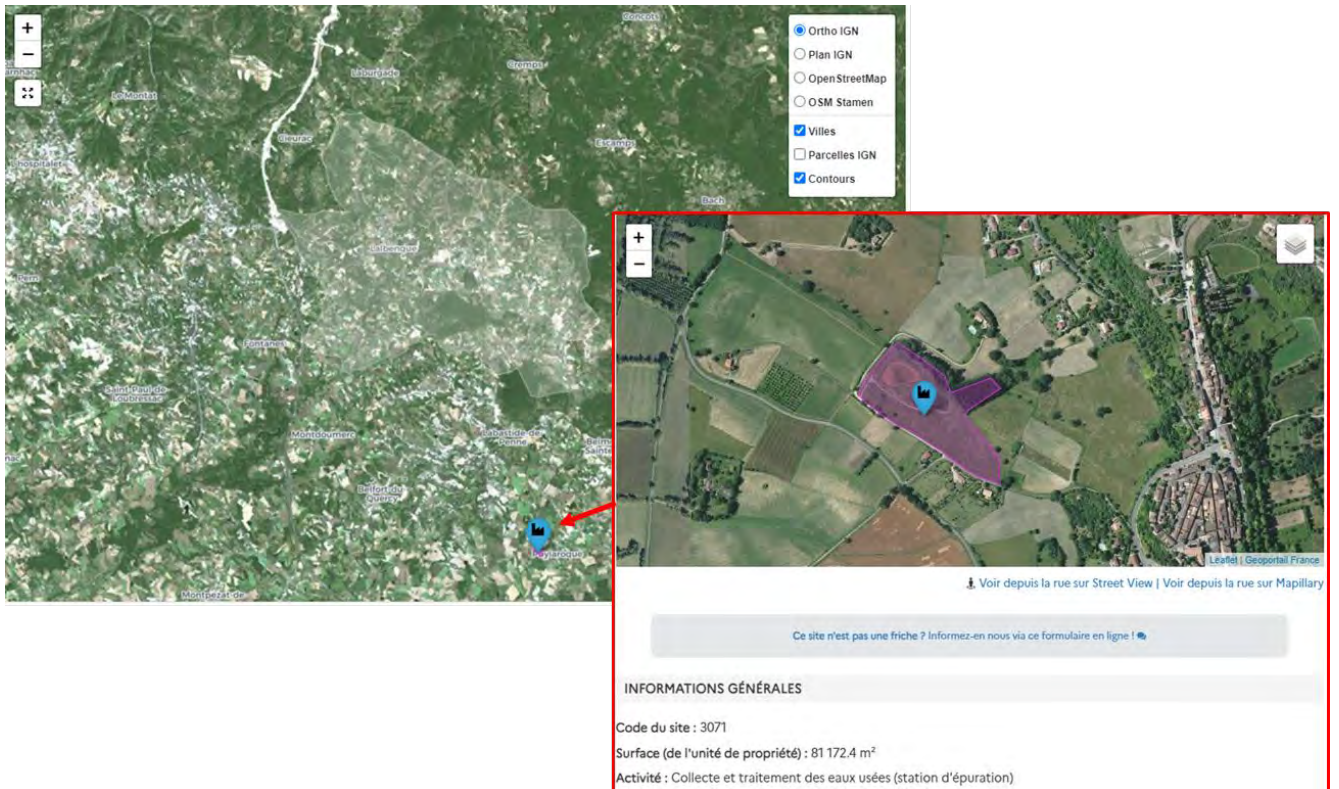 +
−
Concots
Laburgade
Cremps
Le Montat
Cieurac
Escamps
Bach
Lalbenque
Pern
Fontanes
Saint-Paul-de-
Loubressac
Montdoumerc
Labastide-de-
Penne
Belfort-du-
Quercy
Puylaroque
Montpezat-de-
Ortho IGN
Plan IGN
OpenStreetMap
OSM Stamen
Villes
Parcelles IGN
Contours
+
−
Leaflet | Geoportail France
Voir depuis la rue sur Street View | Voir depuis la rue sur Mapillary
Ce site n'est pas une friche ? Informez-en nous via ce formulaire en ligne !
INFORMATIONS GÉNÉRALES
Code du site : 3071
Surface (de l'unité de propriété) : 81 172.4 m²
Activité : Collecte et traitement des eaux usées (station d'épuration)